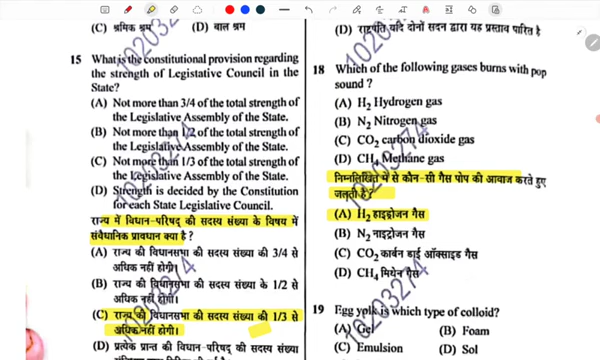 (C) श्रमिक श्रम (D) बाल श्रम
15 What is the constitutional provision regarding
the strength of Legislative Council in the
State?
(A) Not more than 3/4 of the total strength of
the Legislative Assembly of the State.
(B) Not more than 1/2 of the total strength of
the Legislative Assembly of the State.
(C) Not more than 1/3 of the total strength of
the Legislative Assembly of the State.
(D) Strength is decided by the Constitution
for each State Legislative Council.
राज्य में विधान-परिषद् की सदस्य संख्या के विषय में
संवैधानिक प्रावधान क्या है ?
(A) राज्य की विधानसभा की सदस्य संख्या की 3/4 से
अधिक नहीं होगी।
(B) राज्य की विधानसभा की सदस्य संख्या के 1/2 से
अधिक नहीं होगी।
(C) राज्य की विधानसभा की सदस्य संख्या की 1/3 से
अधिक नहीं होगी।
(D) प्रत्येक प्रान्त की विधान-परिषद् की सदस्य संख्या
(D) राष्ट्रपति यदि दोनों सदन द्वारा यह प्रस्ताव पारित है
18 Which of the following gases burns with pop
sound ?
(A) H2 Hydrogen gas
(B) N2 Nitrogen gas
(C) CO2 carbon dioxide gas
(D) CH4 Methane gas
निम्नलिखित में से कौन-सी गैस पोप की आवाज करते हुए
जलती है ?
(A) H2 हाइड्रोजन गैस
(B) N2 नाइट्रोजन गैस
(C) CO2 कार्बन डाई ऑक्साइड गैस
(D) CH4 मिथेन गैस
19 Egg yolk is which type of colloid?
(A) Gel (B) Foam
(C) Emulsion (D) Sol
10203274
10203274
10203274
10203274